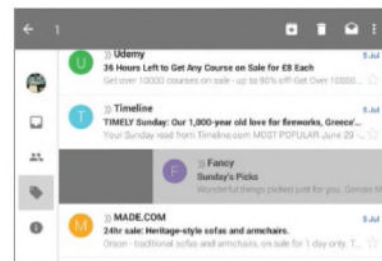 1
U
» Udemy
5 Jul
36 Hours Left to Get Any Course on Sale for £8 Each
Get over 10000 courses on sale - up to 90% off! Get Over 10000...
T
» Timeline
5 Jul
TIMELY Sunday: Our 1,000-year old love for fireworks, Greece'...
Your Sunday read from Timeline.com MOST POPULAR June 29 -
F
» Fancy
Sunday's Picks
Wonderful things picked just for you.
M
» MADE.COM
5 Jul
24hr sale: Heritage-style sofas and armchairs.
Orson - traditional sofas and armchairs, on sale for 1 day only. T...